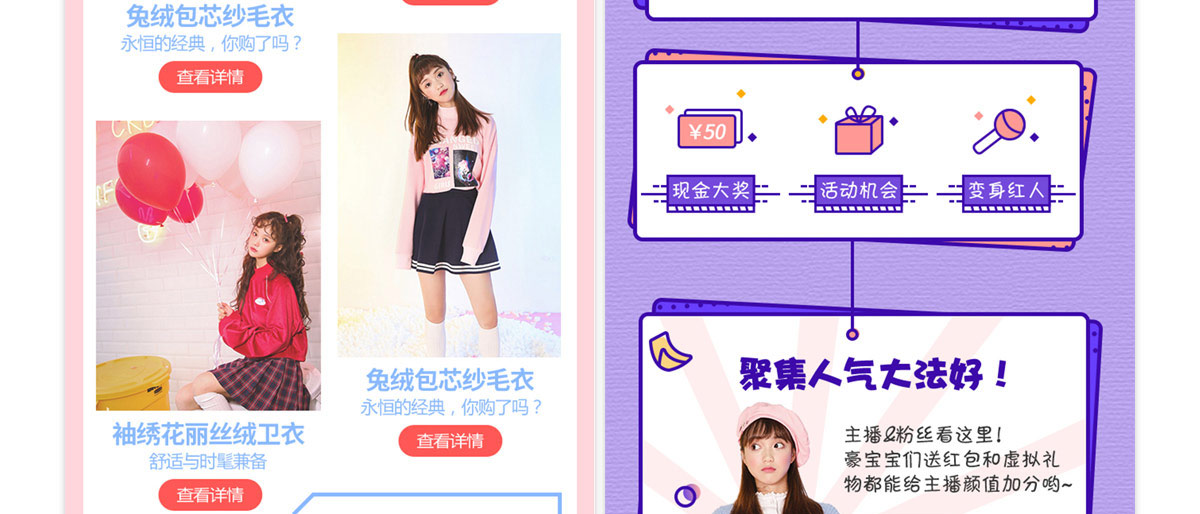 兔绒包芯纱毛衣
永恒的经典，你购了吗？
查看详情
袖绣花丽丝绒卫衣
舒适与时髦兼备
查看详情
兔绒包芯纱毛衣
永恒的经典，你购了吗？
查看详情
¥50
现金大奖
活动机会
变身红人
聚集人气大法好！
主播&粉丝看这里！
豪宝宝们送红包和虚拟礼
物都能给主播颜值加分哟~